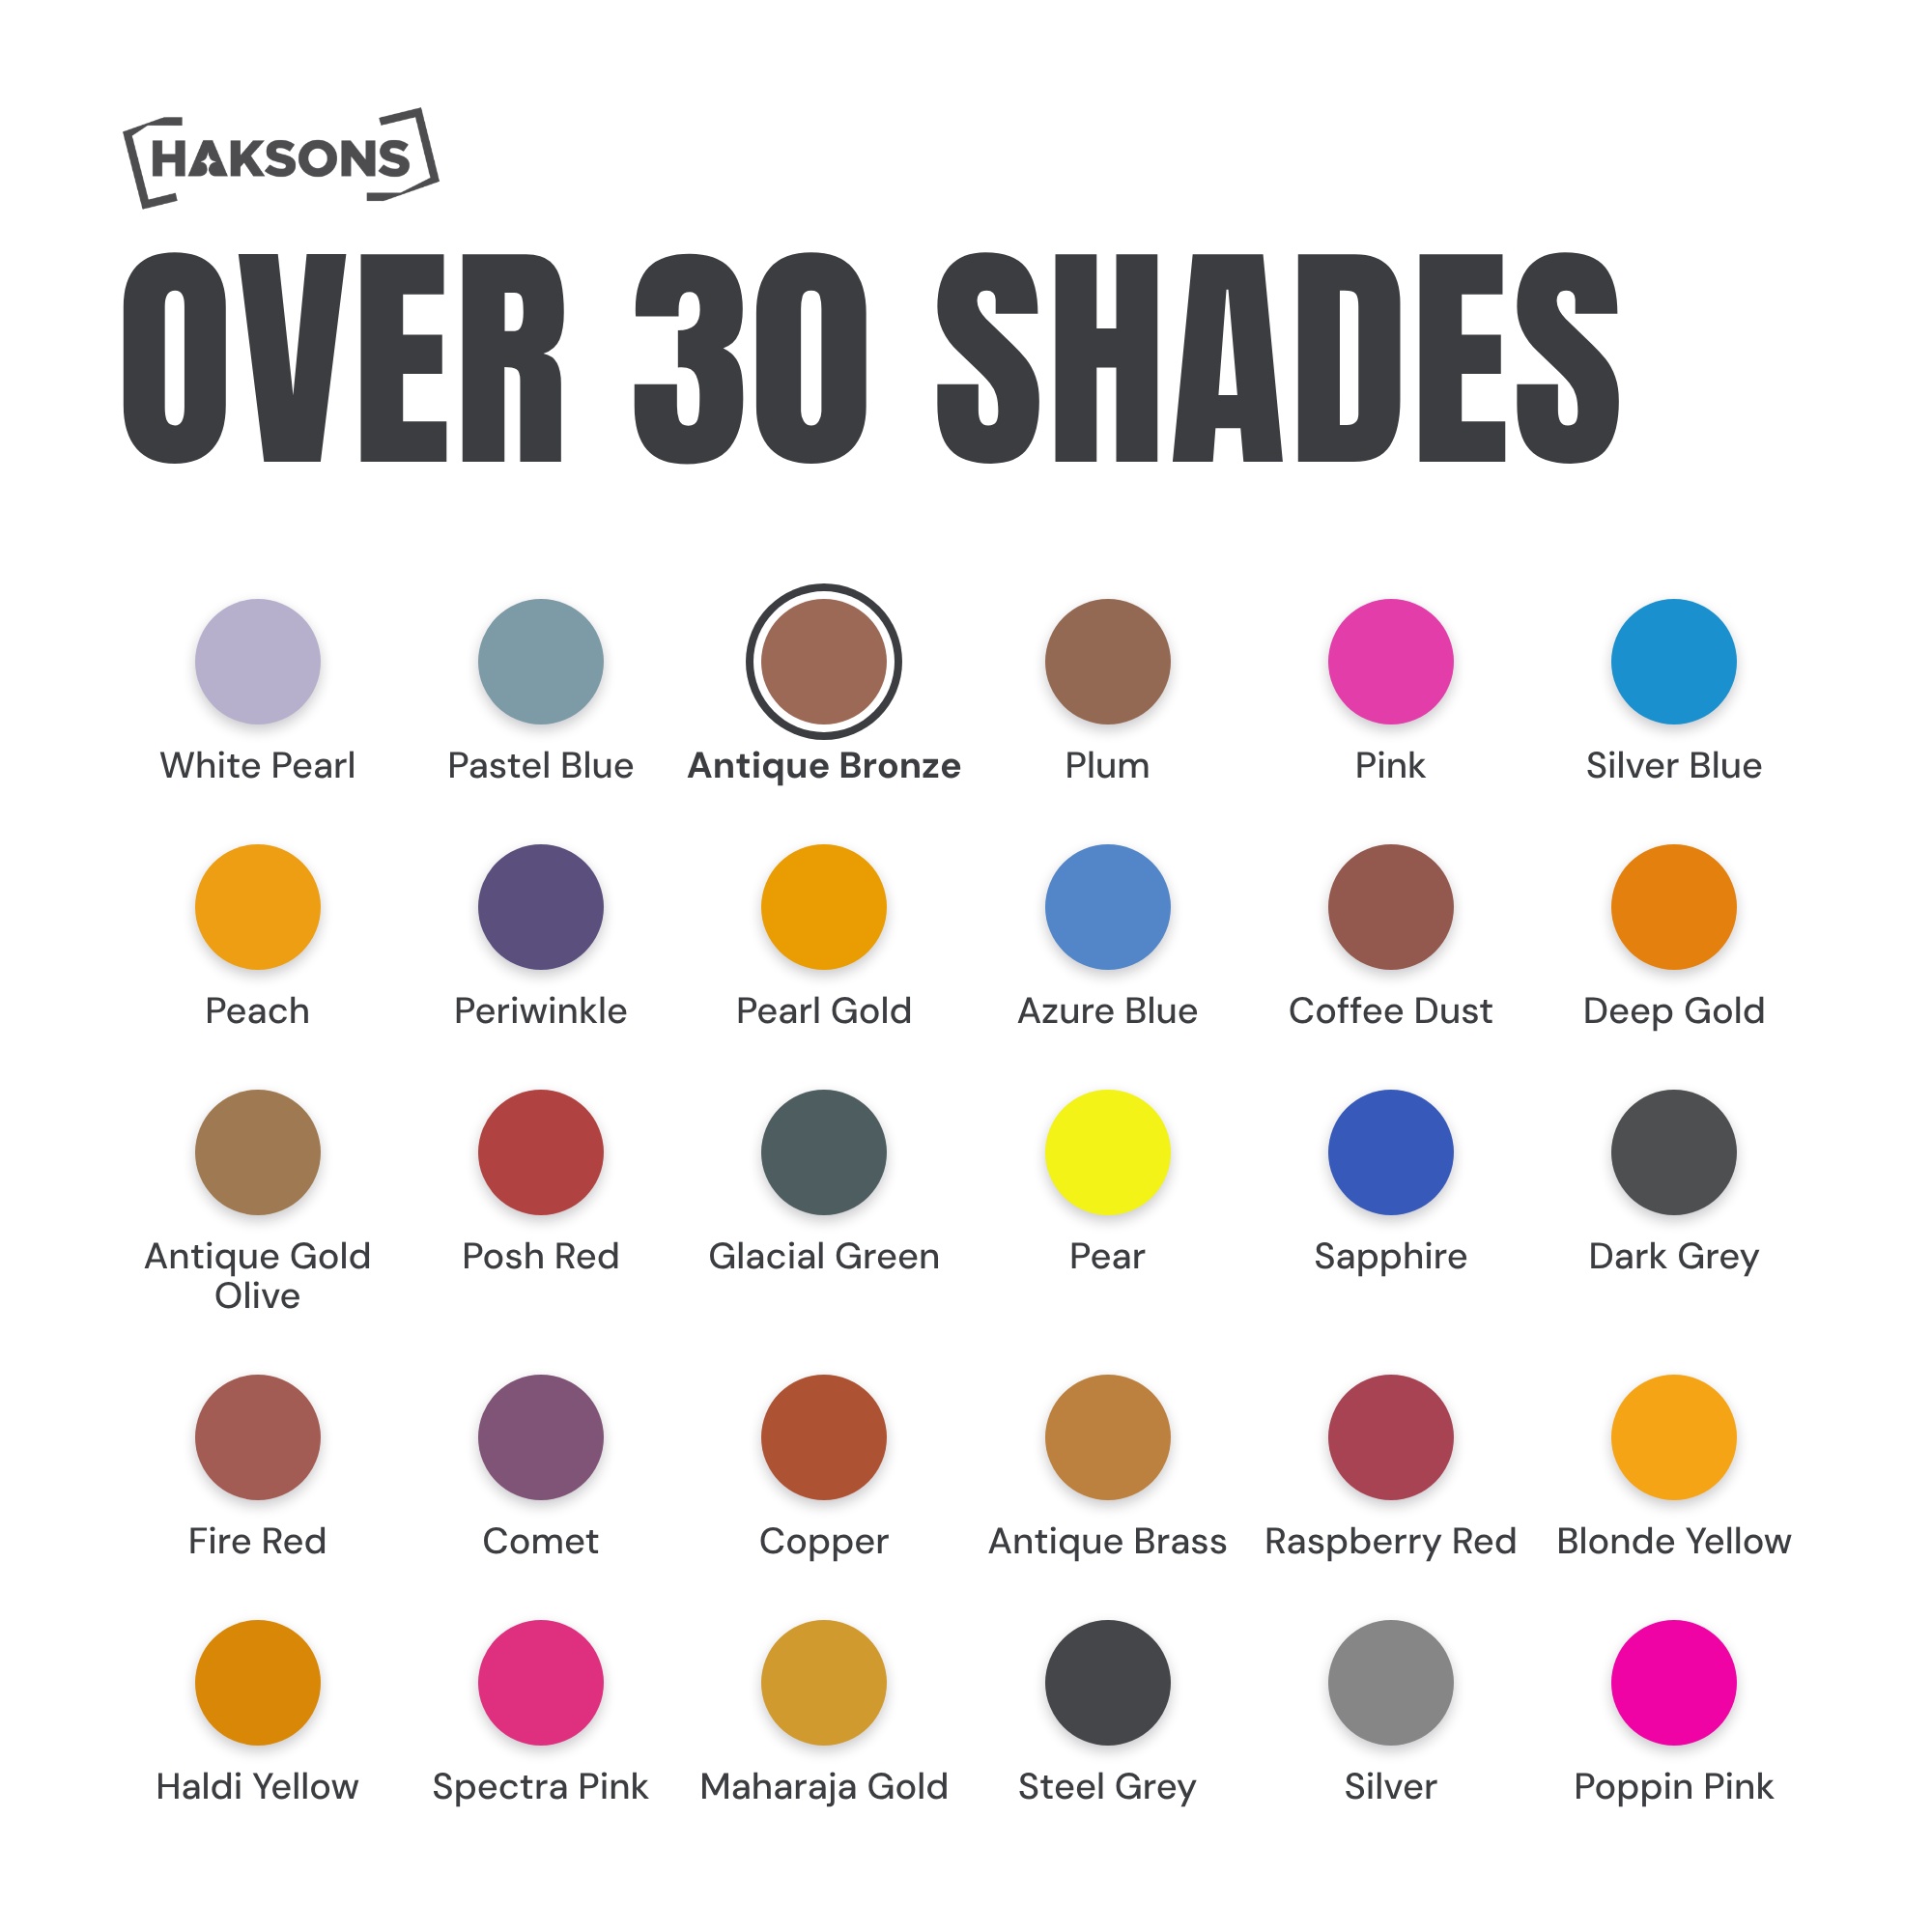 HAKSONS
OVER 30 SHADES
White Pearl
Pastel Blue
Antique Bronze
Plum
Pink
Silver Blue
Peach
Periwinkle
Pearl Gold
Azure Blue
Coffee Dust
Deep Gold
Antique Gold
Olive
Posh Red
Glacial Green
Pear
Sapphire
Dark Grey
Fire Red
Comet
Copper
Antique Brass
Raspberry Red
Blonde Yellow
Haldi Yellow
Spectra Pink
Maharaja Gold
Steel Grey
Silver
Poppin Pink